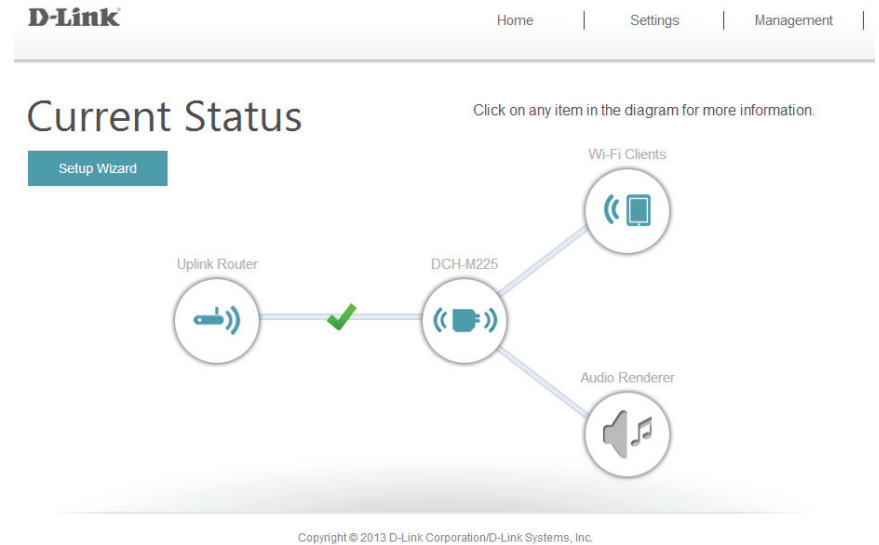 D-Link
Home | Settings | Management |
Current Status
Click on any item in the diagram for more information.
Setup Wizard
Wi-Fi Clients
Uplink Router
DCH-M225
Audio Renderer
Copyright © 2013 D-Link Corporation/D-Link Systems, Inc.